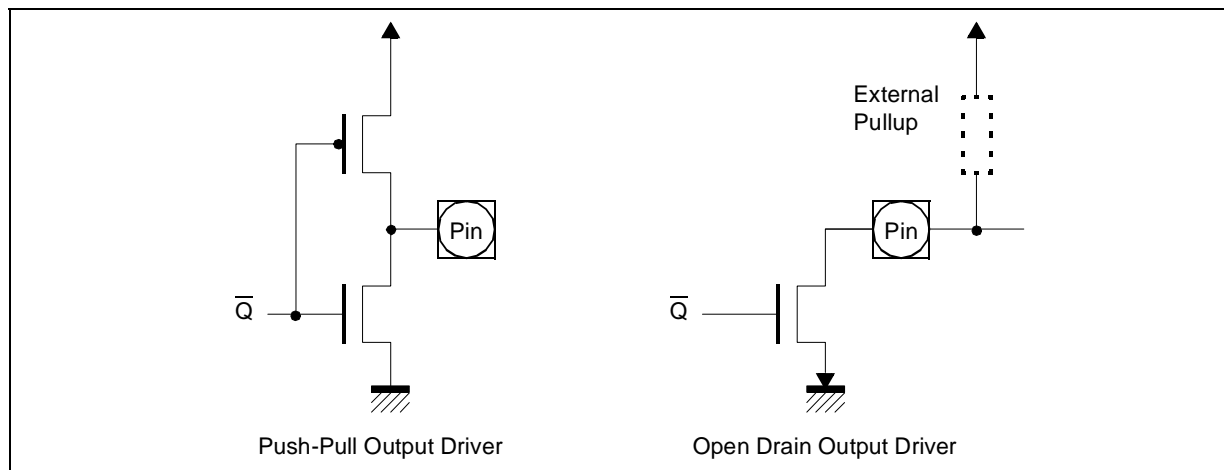 External
Pullup
Pin
Pin
Q̅
Q̅
Push-Pull Output Driver
Open Drain Output Driver